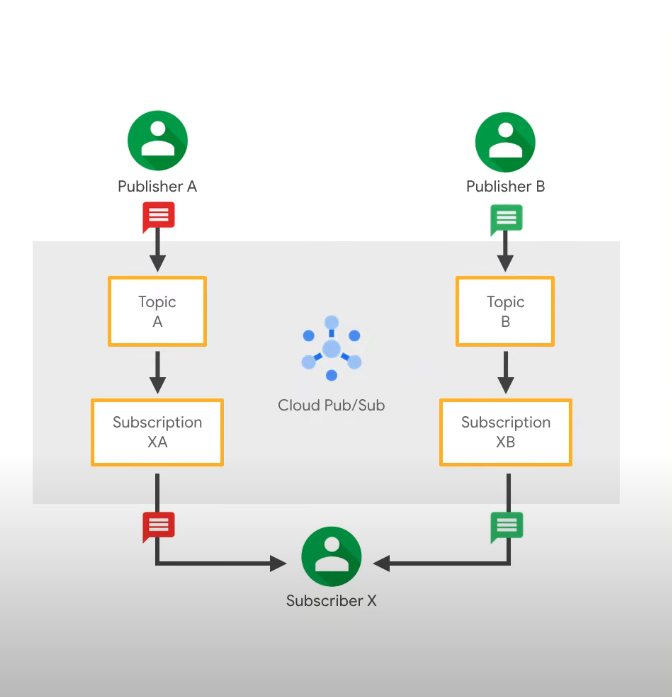 Publisher A
Publisher B
Topic
A
Topic
B
Cloud Pub/Sub
Subscription
XA
Subscription
XB
Subscriber X